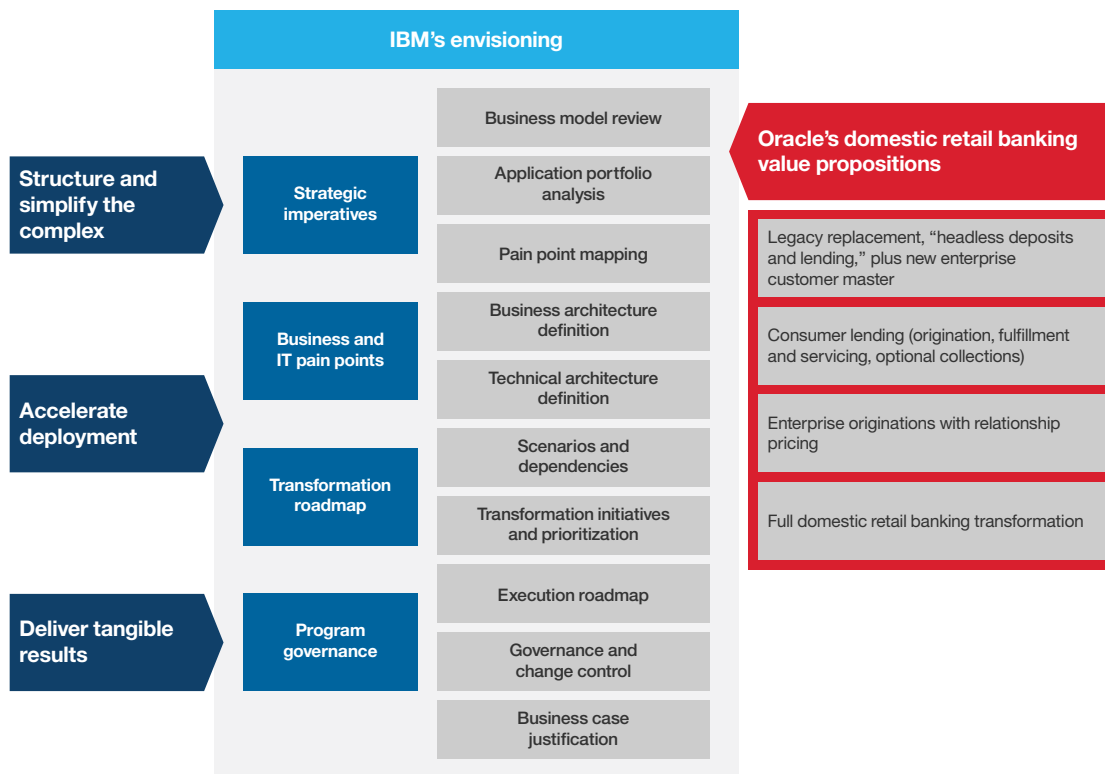 IBM’s envisioning
Structure and
simplify the
complex
Accelerate
deployment
Deliver tangible
results
Strategic
imperatives
Business and
IT pain points
Transformation
roadmap
Program
governance
Business model review
Application portfolio
analysis
Pain point mapping
Business architecture
definition
Technical architecture
definition
Scenarios and
dependencies
Transformation initiatives
and prioritization
Execution roadmap
Governance and
change control
Business case
justification
Oracle’s domestic retail banking
value propositions
Legacy replacement, “headless deposits
and lending,” plus new enterprise
customer master
Consumer lending (origination, fulfillment
and servicing, optional collections)
Enterprise originations with relationship
pricing
Full domestic retail banking transformation